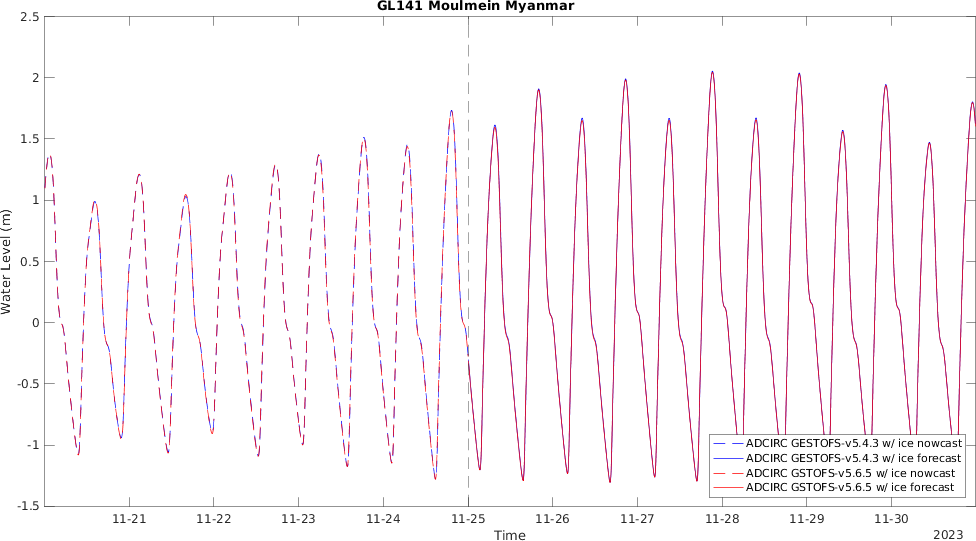 GL141 Moulmein Myanmar
2.5
2
1.5
1
0.5
0
-0.5
-1
-1.5
Water Level (m)
ADCIRC GESTOFS-v5.4.3 w/ ice nowcast
ADCIRC GESTOFS-v5.4.3 w/ ice forecast
ADCIRC GSTOFS-v5.6.5 w/ ice nowcast
ADCIRC GSTOFS-v5.6.5 w/ ice forecast
11-21 11-22 11-23 11-24 11-25 11-26 11-27 11-28 11-29 11-30
Time
2023